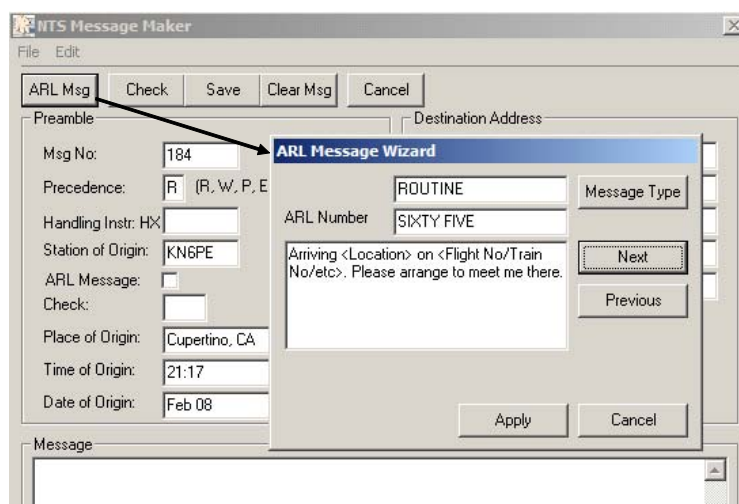 NTS Message Maker
File Edit
ARL Msg Check Save Clear Msg Cancel
Preamble
Destination Address
Msg No: 184
Precedence: R (R, W, P, E
Handling Instr: HX
Station of Origin: KN6PE
ARL Message:
Check:
Place of Origin: Cupertino, CA
Time of Origin: 21:17
Date of Origin: Feb 08
ARL Message Wizard
ROUTINE
Message Type
ARL Number SIXTY FIVE
Arriving <Location> on <Flight No/Train
No/etc>. Please arrange to meet me there.
Next
Previous
Apply Cancel
Message